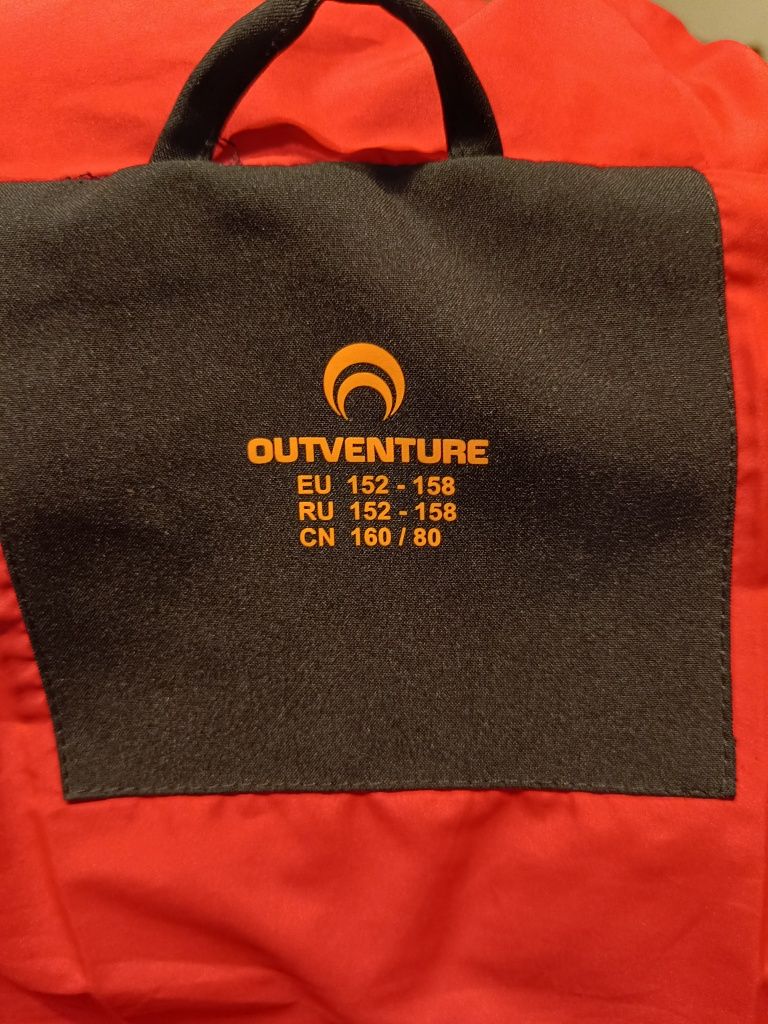 OUTVENTURE
EU 152 - 158
RU 152 - 158
CN 160 / 80